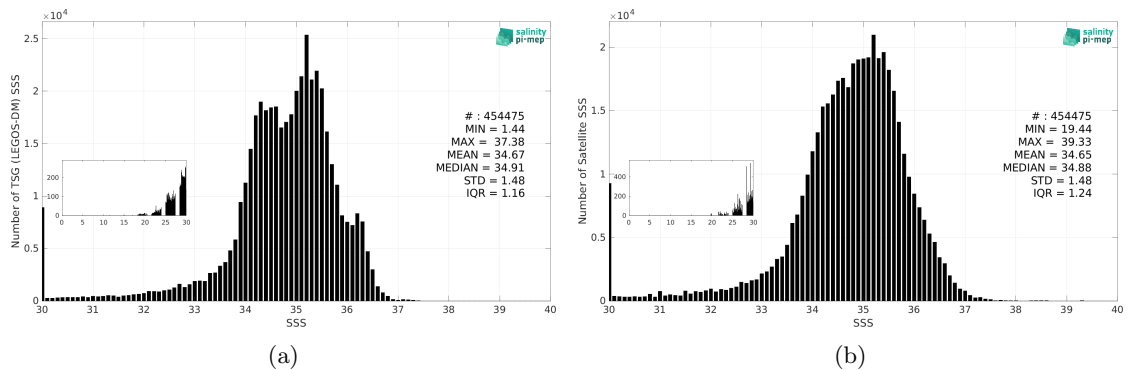 ×10⁴
Number of TSG (LEGOS-DM) SSS
2.5
2
1.5
1
0.5
0
30 31 32 33 34 35 36 37 38 39 40
SSS
salinity
pi-mep
# : 454475
MIN = 1.44
MAX = 37.38
MEAN = 34.67
MEDIAN = 34.91
STD = 1.48
IQR = 1.16
200
100
0
0 5 10 15 20 25 30
(a)
×10⁴
Number of Satellite SSS
2
1.5
1
0.5
0
30 31 32 33 34 35 36 37 38 39 40
SSS
salinity
pi-mep
# : 454475
MIN = 19.44
MAX = 39.33
MEAN = 34.65
MEDIAN = 34.88
STD = 1.48
IQR = 1.24
400
200
0
0 5 10 15 20 25 30
(b)